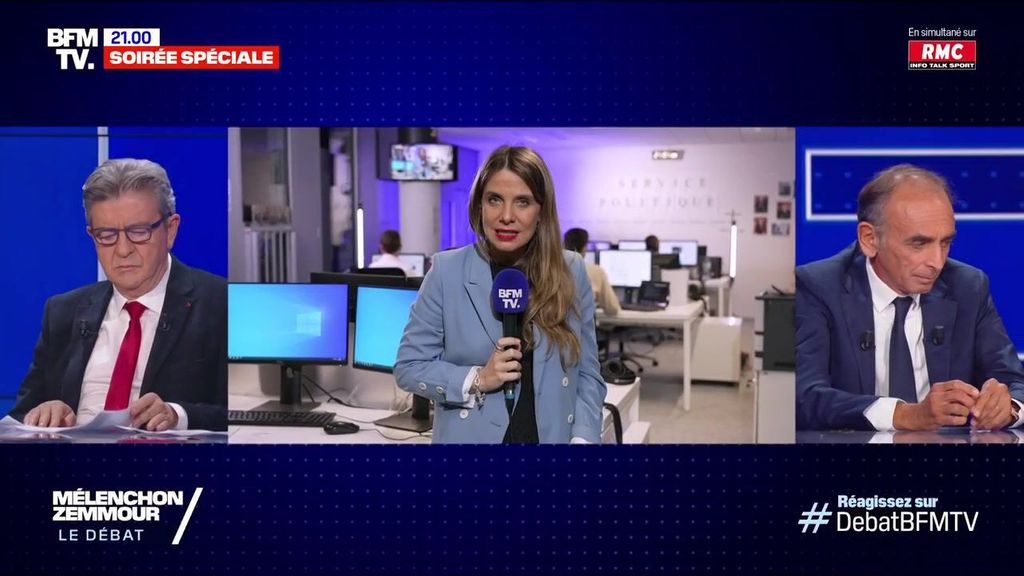 BFM
TV.
21.00
SOIRÉE SPÉCIALE
En simultané sur
RMC
INFO TALK SPORT
SERVICE
POLITIQUE
BFM
TV.
MÉLENCHON
ZEMMOUR
LE DÉBAT
Réagissez sur
#DebatBFMTV